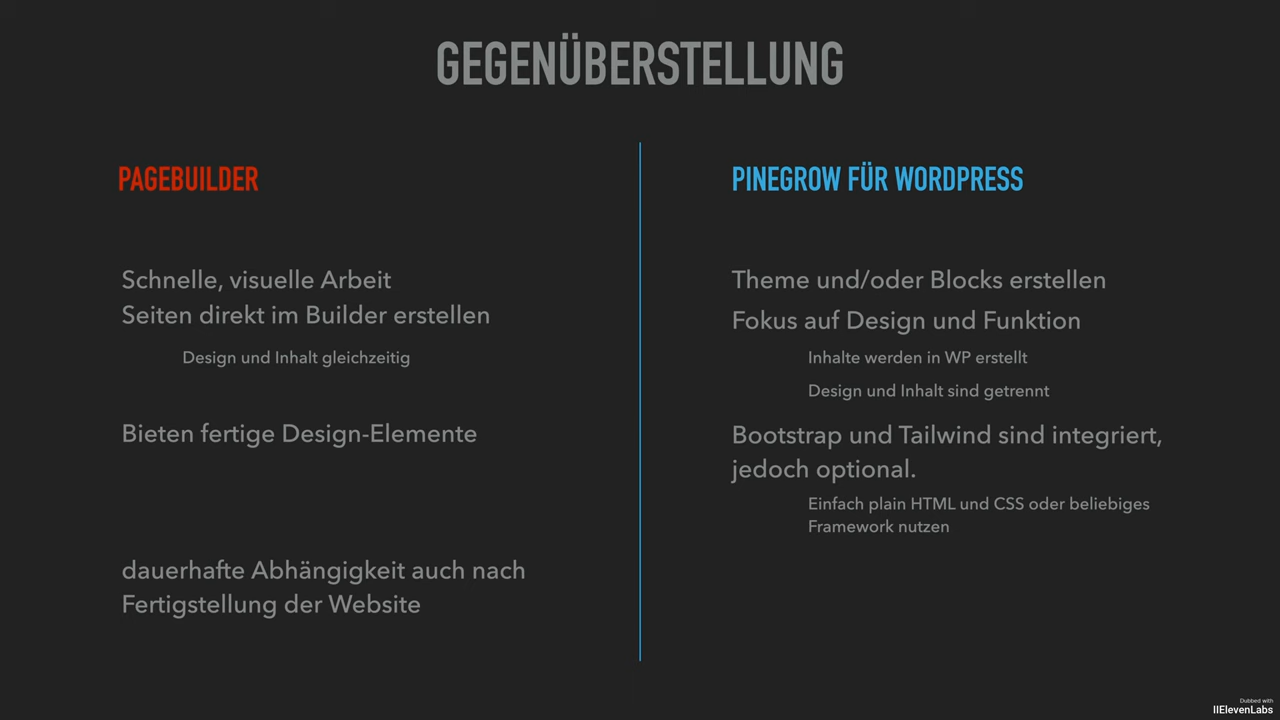 GEGENÜBERSTELLUNG
PAGEBUILDER
Schnelle, visuelle Arbeit
Seiten direkt im Builder erstellen
Design und Inhalt gleichzeitig
Bieten fertige Design-Elemente
dauerhafte Abhängigkeit auch nach
Fertigstellung der Website
PINEGROW FÜR WORDPRESS
Theme und/oder Blocks erstellen
Fokus auf Design und Funktion
Inhalte werden in WP erstellt
Design und Inhalt sind getrennt
Bootstrap und Tailwind sind integriert,
jedoch optional.
Einfach plain HTML und CSS oder beliebiges
Framework nutzen
Dubbed with
IIElevenLabs